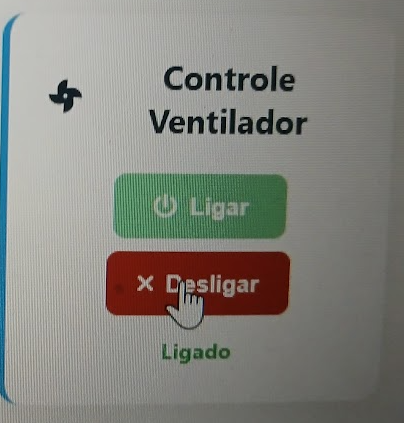 Controle
Ventilador
Ligar
Desligar
Ligado